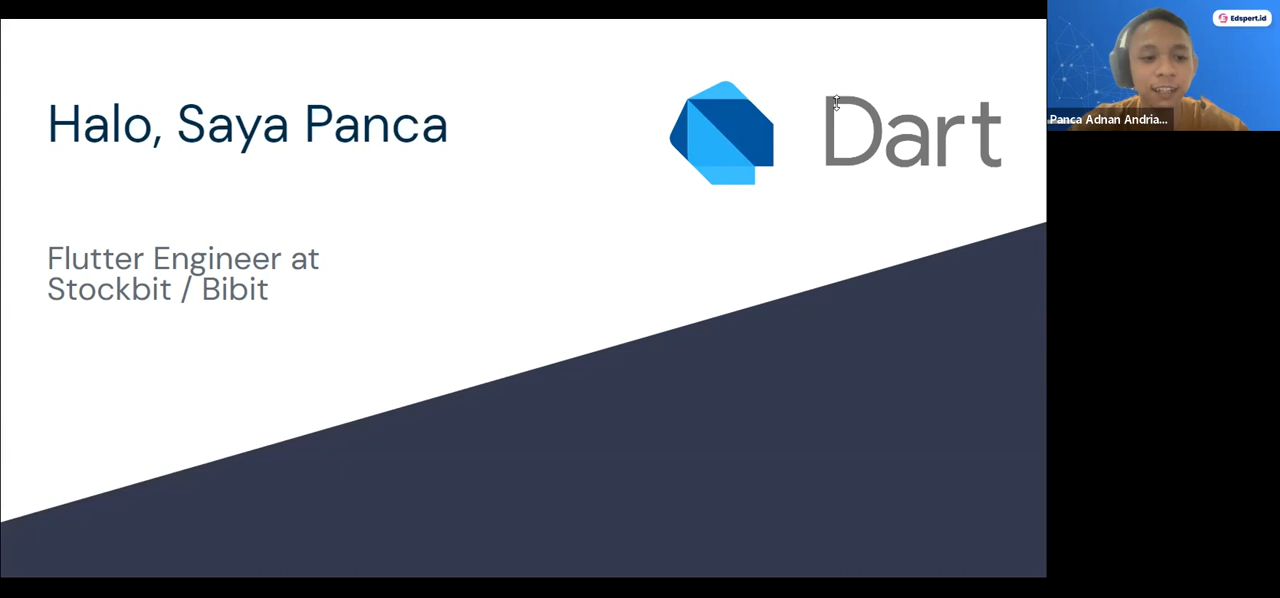 Halo, Saya Panca
Dart
Flutter Engineer at
Stockbit / Bibit
Edspert.id
Panca Adnan Andria...